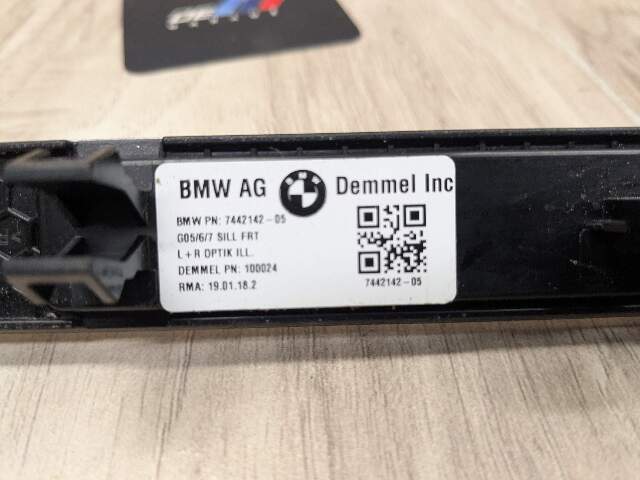 BMW AG BMW Demmel Inc
BMW PN: 7442142-05
G05/6/7 SILL FRT
L+R OPTIK ILL.
DEMMEL PN: 100024
RMA: 19.01.18.2
7442142-05